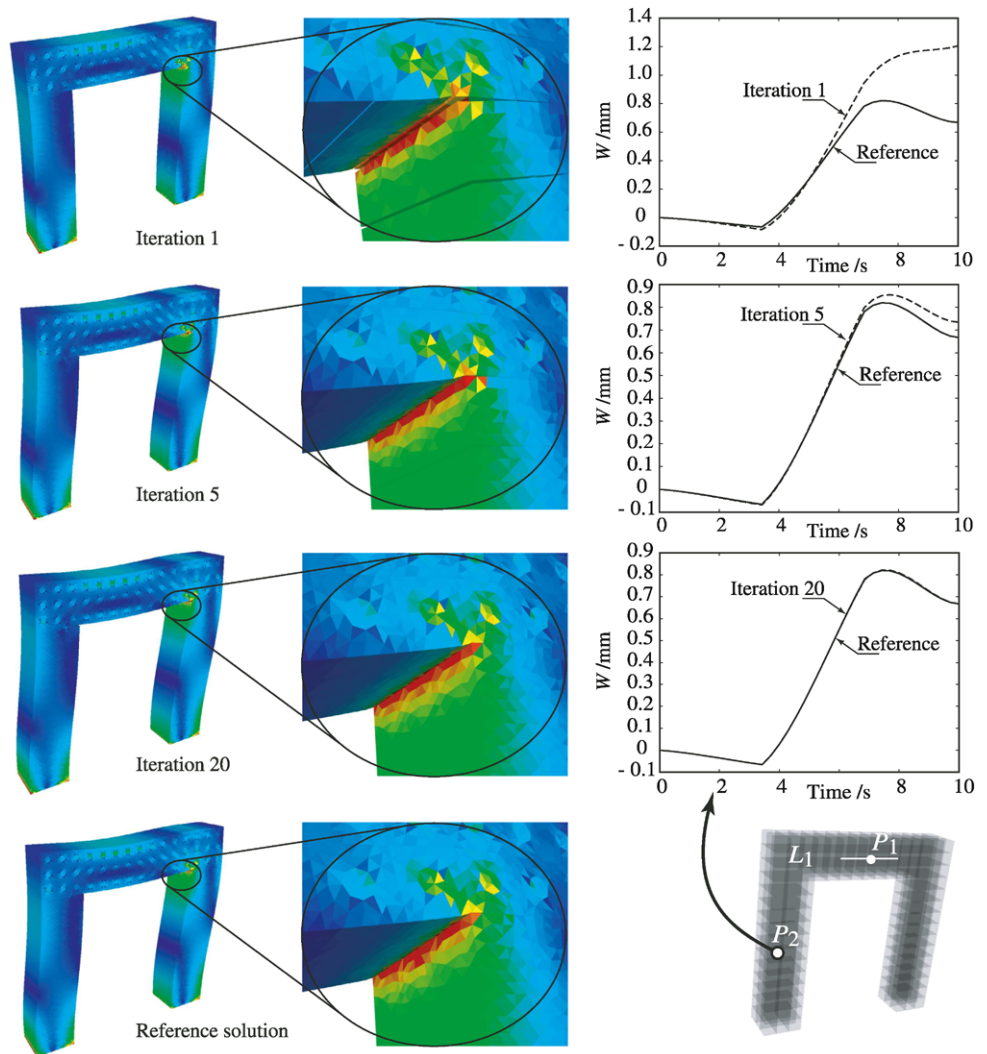 Iteration 1
1.2
1.4
1.0
0.8
0.6
0.4
0.2
0
- 0.2
W/mm
Iteration 1
Reference
0 2 4 6 8 10
Time /s
Iteration 5
0.9
0.8
0.7
0.6
0.5
0.4
0.3
0.2
0.1
0
- 0.1
W/mm
Iteration 5
Reference
0 2 4 6 8 10
Time /s
Iteration 20
0.9
0.8
0.7
0.6
0.5
0.4
0.3
0.2
0.1
0
- 0.1
W/mm
Iteration 20
Reference
0 2 4 6 8 10
Time /s
Reference solution
L1
P1
P2